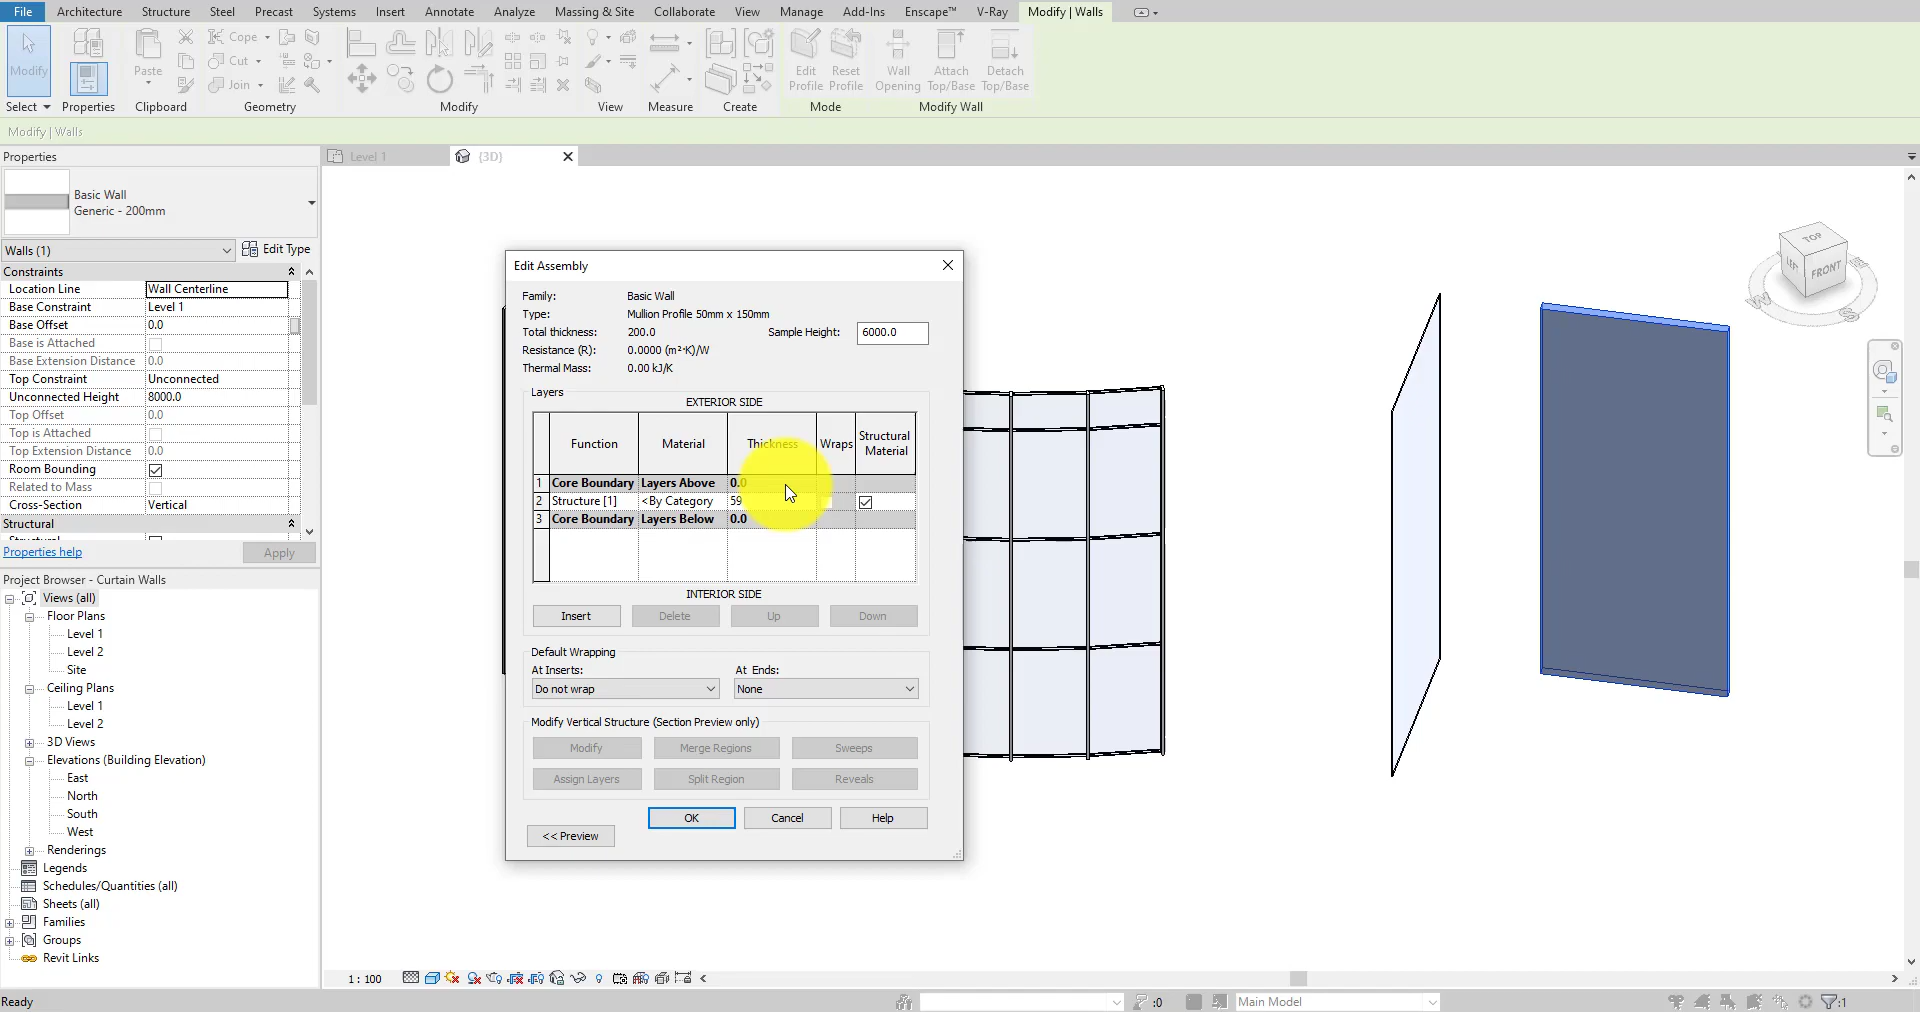 File Architecture Structure Steel Precast Systems Insert Annotate Analyze Massing & Site Collaborate View Manage Add-Ins Enscape™ V-Ray Modify | Walls
Modify Paste Cope Cut Join Edit Profile Reset Profile Wall Opening Attach Top/Base Detach Top/Base
Select Properties Clipboard Geometry Modify View Measure Create Mode Modify Wall
Modify | Walls
Properties
Level 1
{3D}
Basic Wall
Generic - 200mm
Walls (1) Edit Type
Constraints
Location Line Wall Centerline
Base Constraint Level 1
Base Offset 0.0
Base is Attached
Base Extension Distance 0.0
Top Constraint Unconnected
Unconnected Height 8000.0
Top Offset 0.0
Top is Attached
Top Extension Distance 0.0
Room Bounding
Related to Mass
Cross-Section Vertical
Structural
Properties help Apply
Project Browser - Curtain Walls
Views (all)
Floor Plans
Level 1
Level 2
Site
Ceiling Plans
Level 1
Level 2
3D Views
Elevations (Building Elevation)
East
North
South
West
Renderings
Legends
Schedules/Quantities (all)
Sheets (all)
Families
Groups
Revit Links
Edit Assembly
Family: Basic Wall
Type: Mullion Profile 50mm x 150mm
Total thickness: 200.0 Sample Height: 6000.0
Resistance (R): 0.0000 (m²·K)/W
Thermal Mass: 0.00 kJ/K
Layers
EXTERIOR SIDE
Function Material Thickness Wraps Structural Material
1 Core Boundary Layers Above 0.0
2 Structure [1] <By Category 59
3 Core Boundary Layers Below 0.0
INTERIOR SIDE
Insert Delete Up Down
Default Wrapping
At Inserts: At Ends:
Do not wrap None
Modify Vertical Structure (Section Preview only)
Modify Merge Regions Sweeps
Assign Layers Split Region Reveals
OK Cancel Help
<< Preview
TOP
LEFT
FRONT
W
S
1 : 100
Ready
:0
Main Model
:1